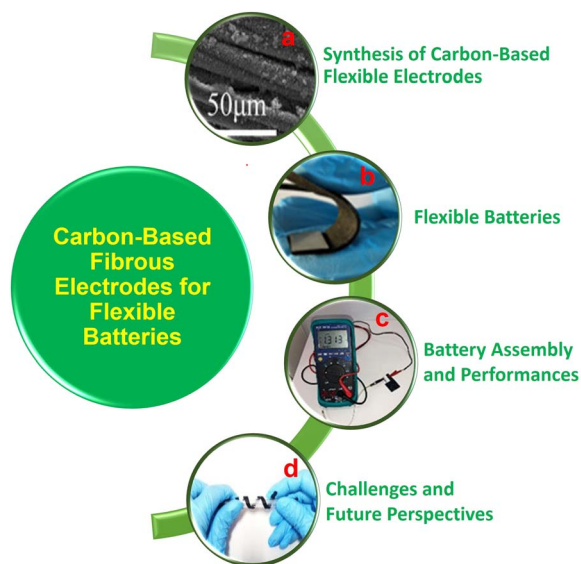 Carbon-Based
Fibrous
Electrodes for
Flexible
Batteries
a
50μm
Synthesis of Carbon-Based
Flexible Electrodes
b
Flexible Batteries
c
1313
Battery Assembly
and Performances
d
Challenges and
Future Perspectives